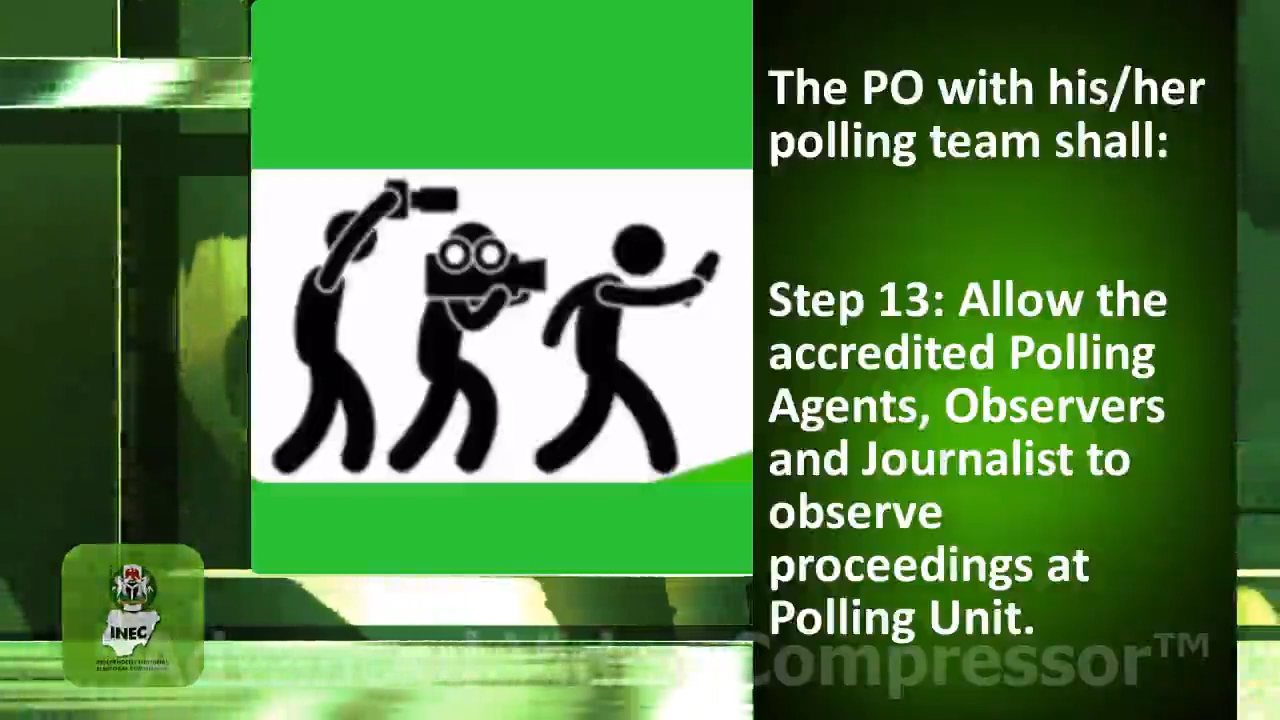 The PO with his/her
polling team shall:
Step 13: Allow the
accredited Polling
Agents, Observers
and Journalist to
observe
proceedings at
Polling Unit.
INEC
Compressor™